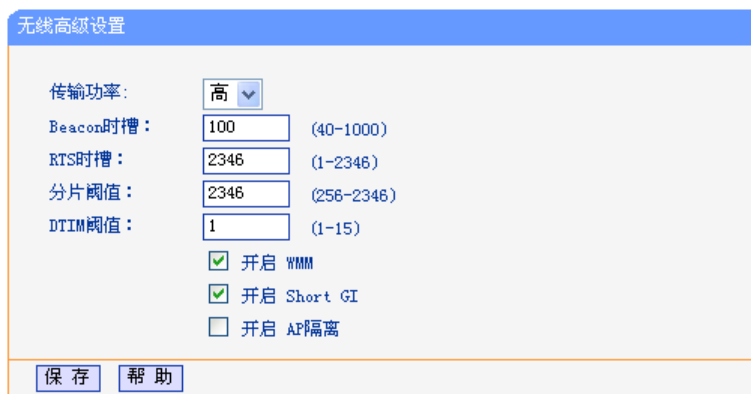 无线高级设置
传输功率: 高
Beacon时槽： 100 (40-1000)
RTS时槽： 2346 (1-2346)
分片阈值： 2346 (256-2346)
DTIM阈值： 1 (1-15)
开启 WMM
开启 Short GI
开启 AP隔离
保 存 帮 助